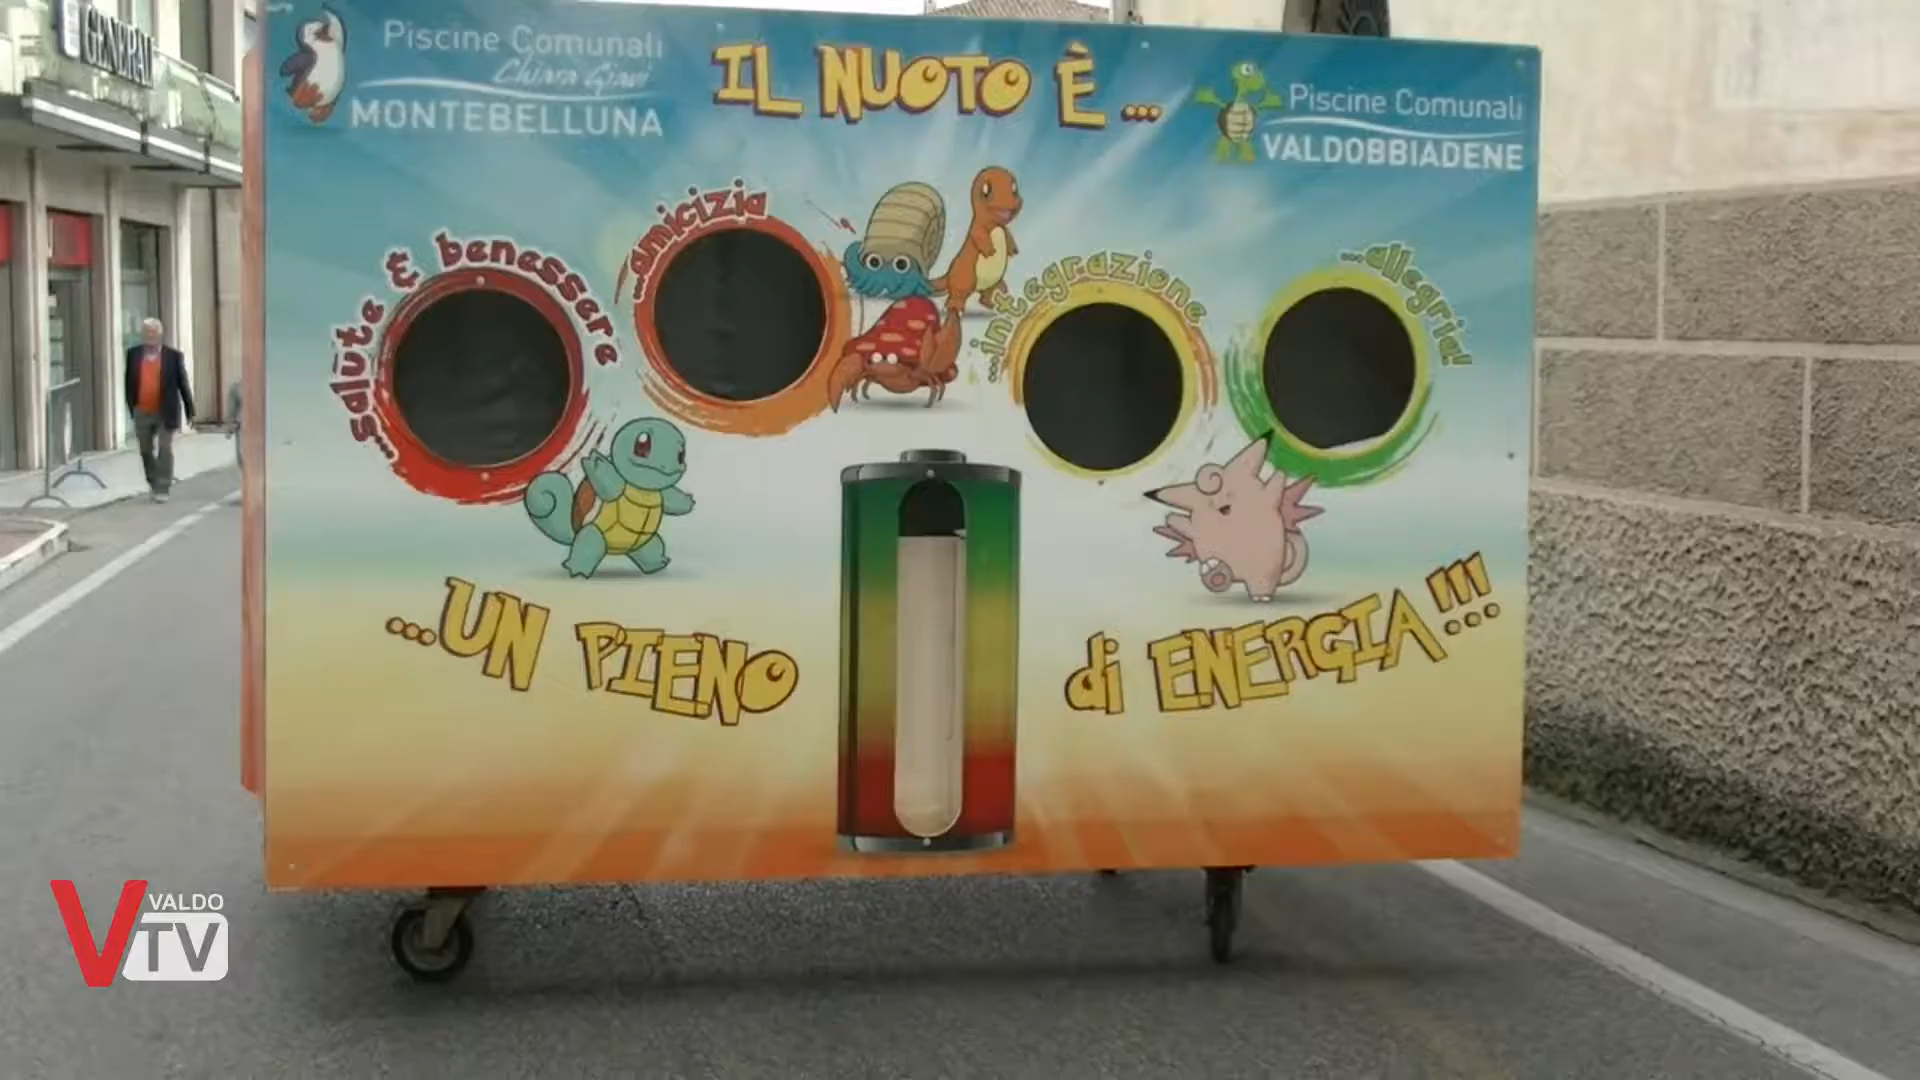 GENERALI
Piscine Comunali
Chiara Giavi
MONTEBELLUNA
IL NUOTO È...
Piscine Comunali
VALDOBBIADENE
...salute E benessere
...amicizia
...integrazione
...allegria!
...UN PIENO
di ENERGIA!!!
VALDO
VTV